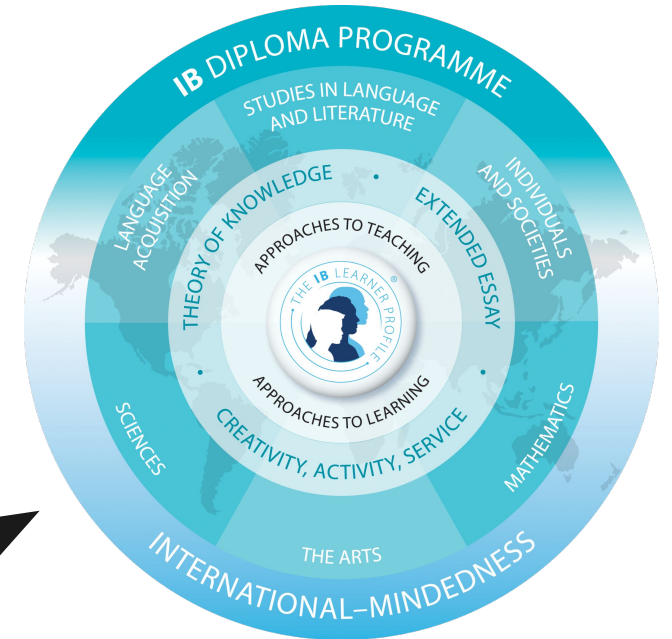 IB DIPLOMA PROGRAMME
STUDIES IN LANGUAGE
AND LITERATURE
LANGUAGE
ACQUISITION
INDIVIDUALS
AND SOCIETIES
THEORY OF KNOWLEDGE
•
EXTENDED ESSAY
APPROACHES TO TEACHING
THE IB LEARNER PROFILE
®
APPROACHES TO LEARNING
•
•
CREATIVITY, ACTIVITY, SERVICE
SCIENCES
MATHEMATICS
THE ARTS
INTERNATIONAL–MINDEDNESS